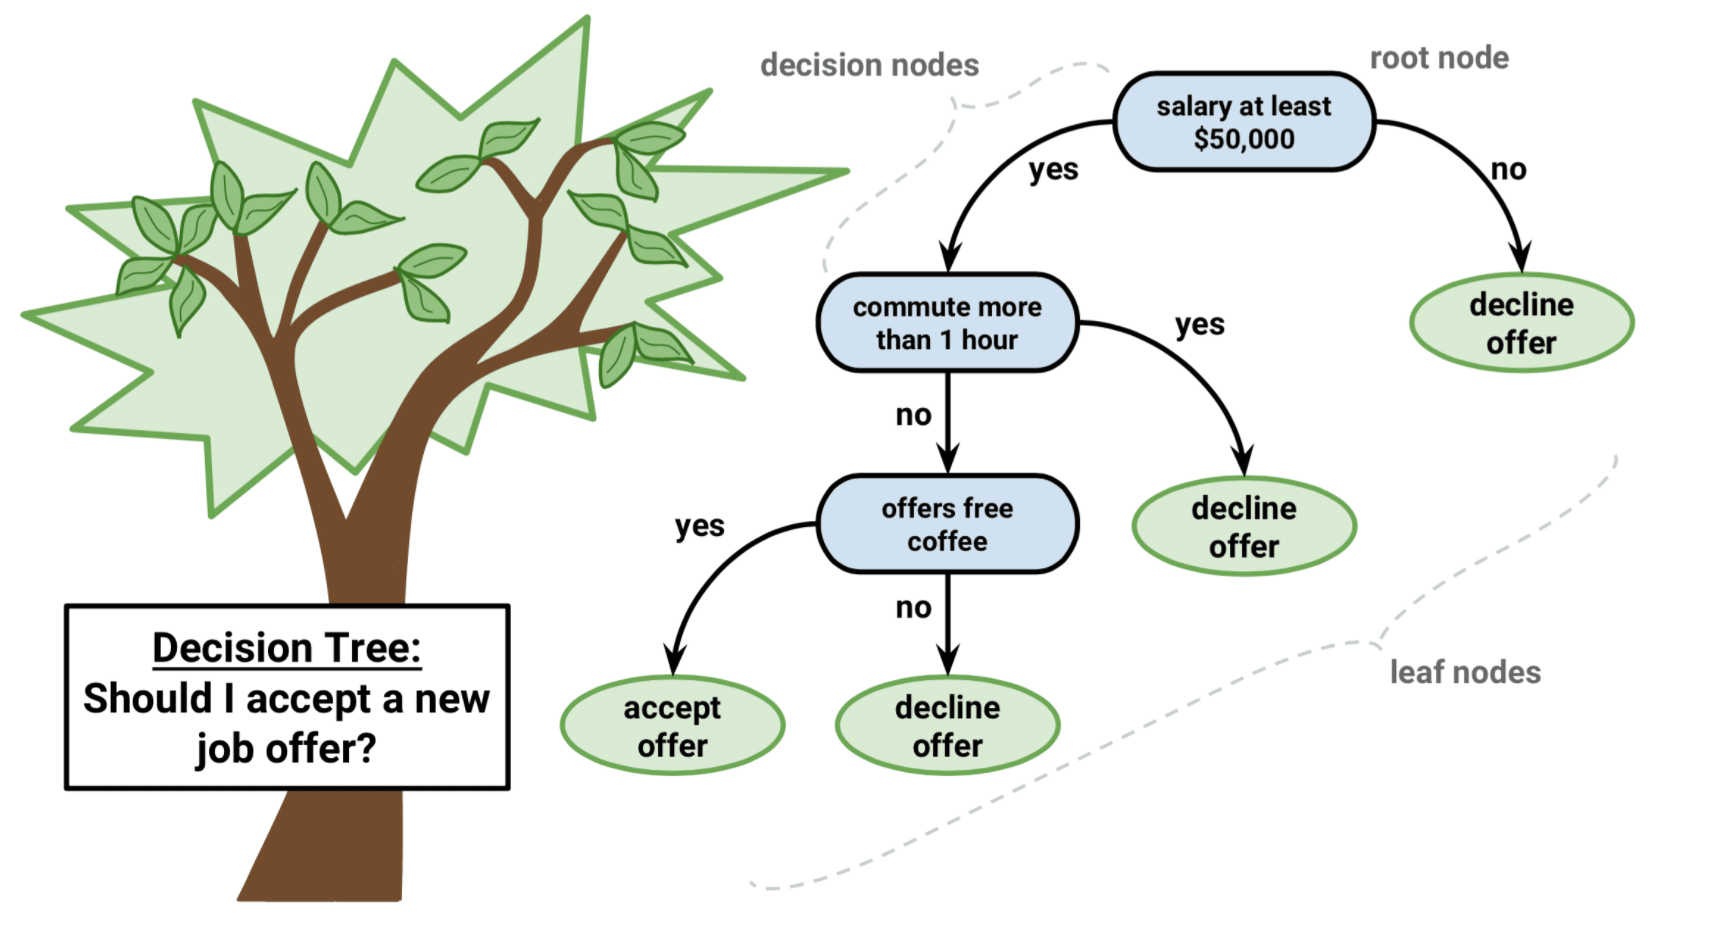 decision nodes
root node
salary at least
$50,000
yes
no
commute more
than 1 hour
yes
decline
offer
no
offers free
coffee
decline
offer
yes
no
accept
offer
decline
offer
leaf nodes
Decision Tree:
Should I accept a new
job offer?